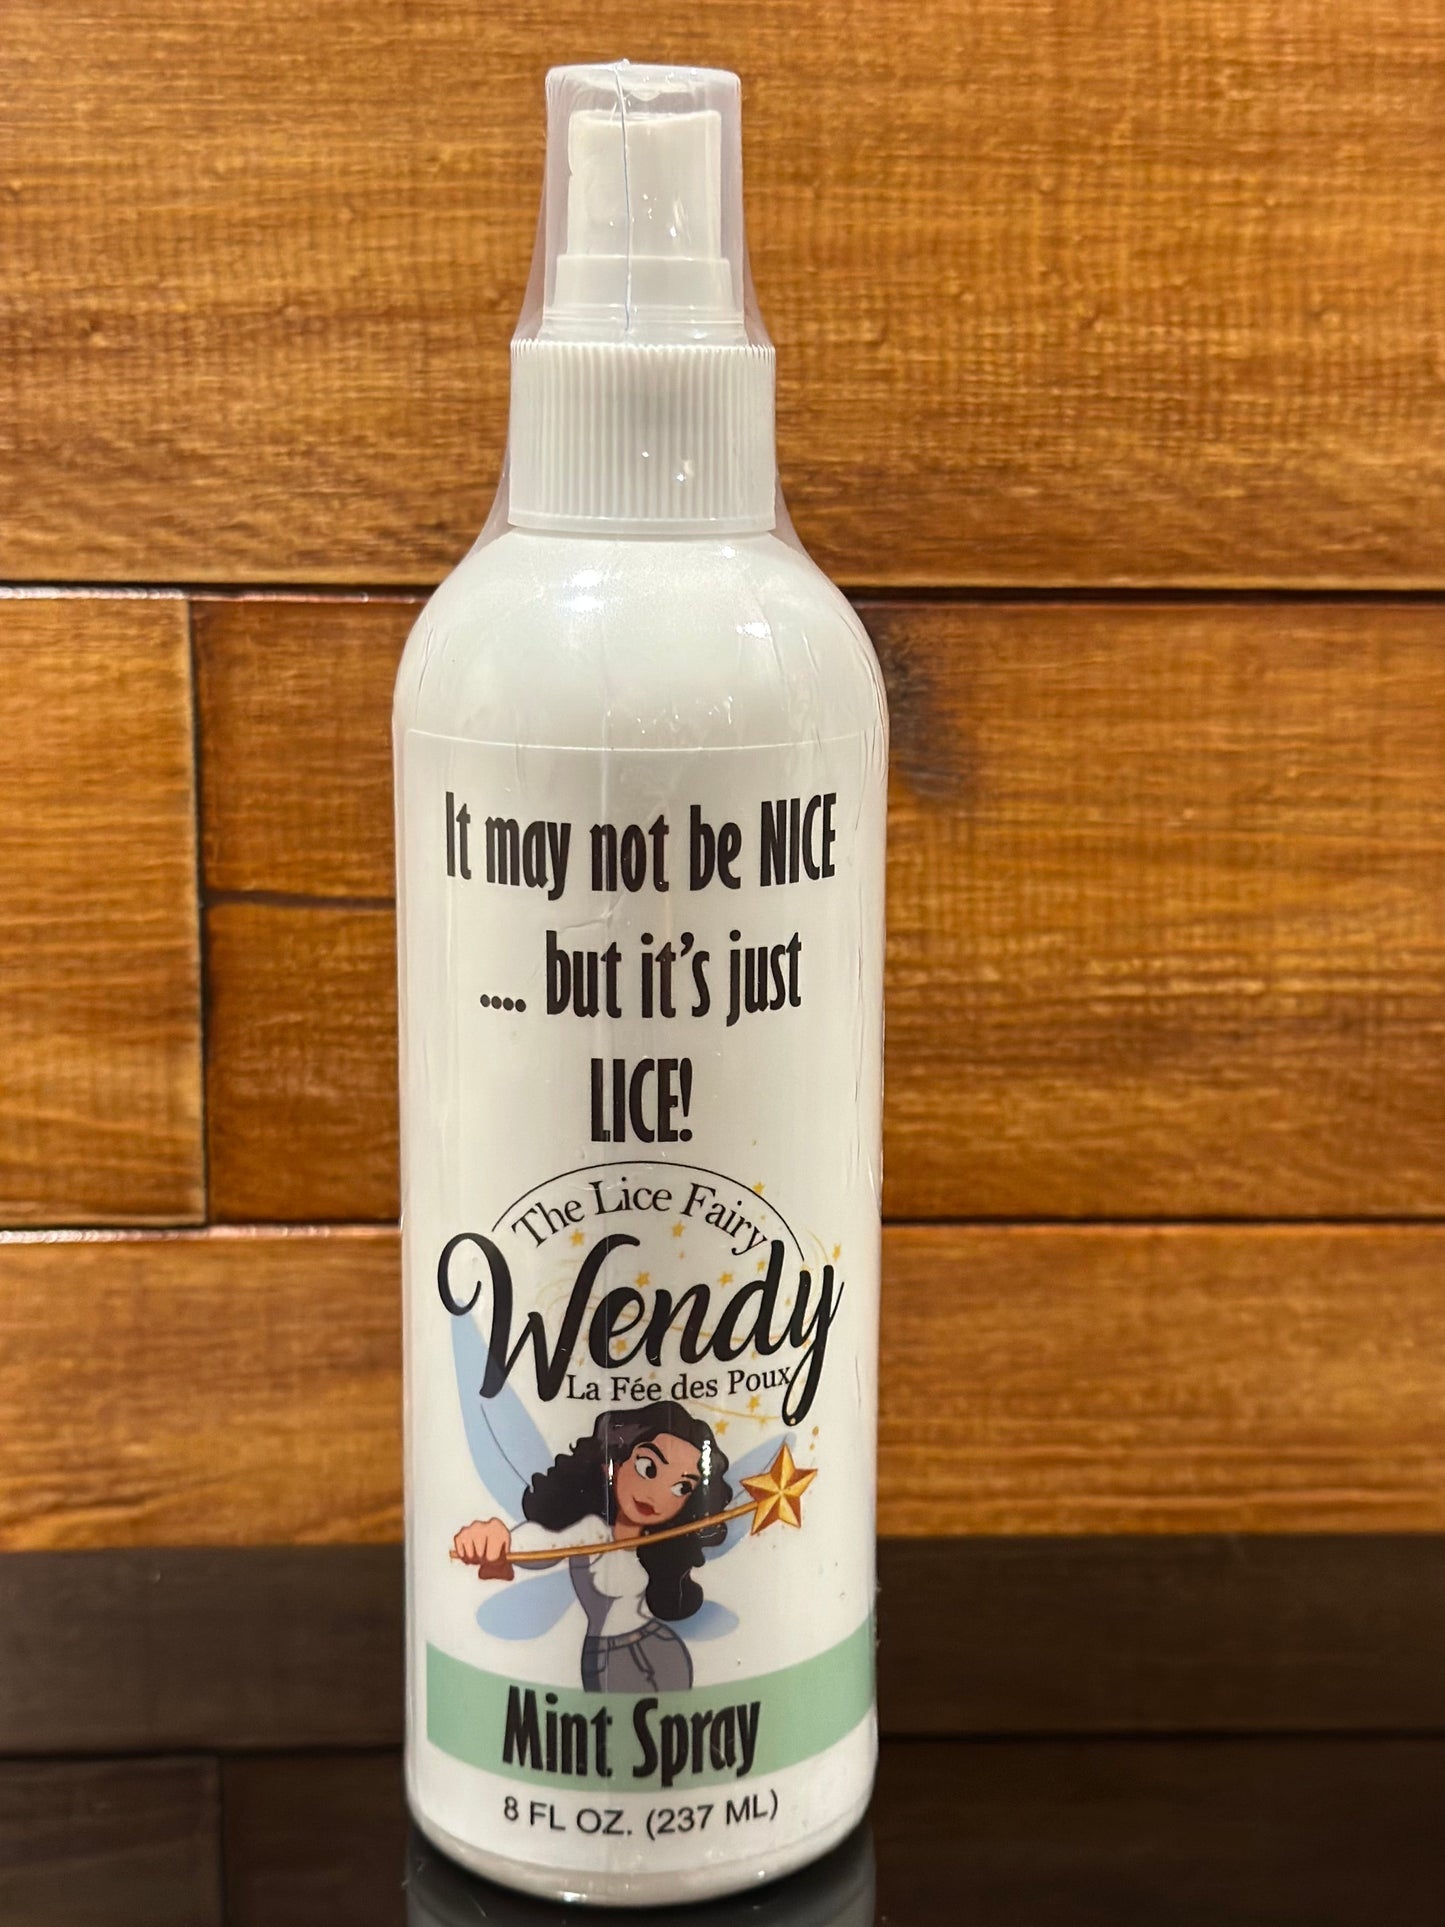 It may not be NICE
.... but it's just
LICE!
The Lice Fairy
Wendy
La Fée des Poux
Mint Spray
8 FL OZ. (237 ML)